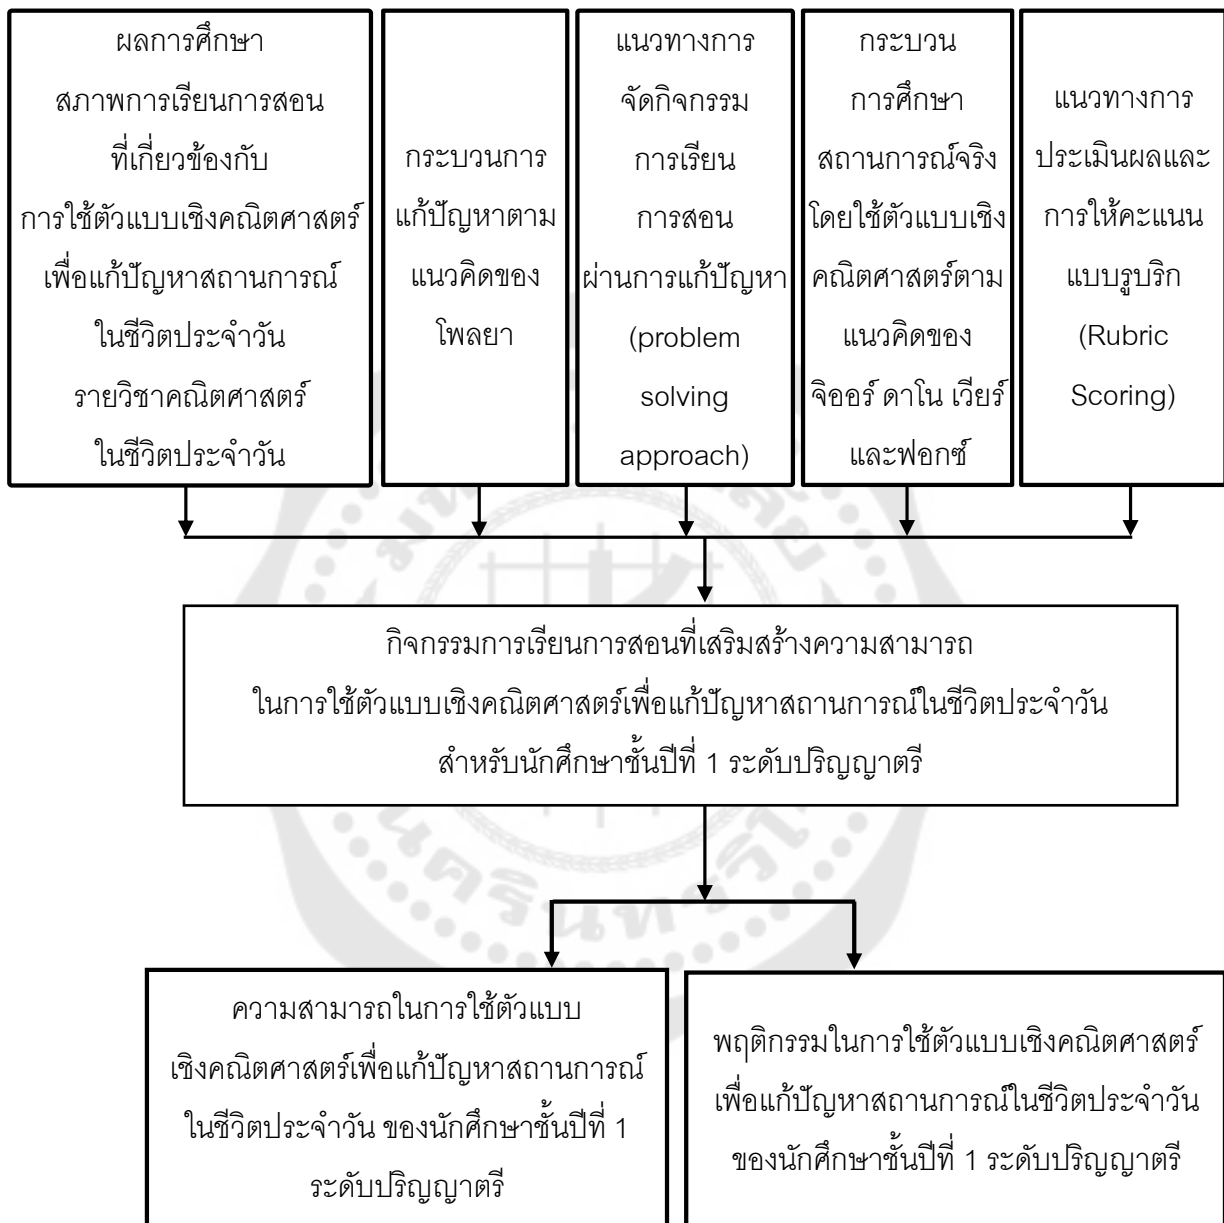 ผลการศึกษา
สภาพการเรียนการสอน
ที่เกี่ยวข้องกับ
การใช้ตัวแบบเชิงคณิตศาสตร์
เพื่อแก้ปัญหาสถานการณ์
ในชีวิตประจำวัน
รายวิชาคณิตศาสตร์
ในชีวิตประจำวัน
กระบวนการ
แก้ปัญหาตาม
แนวคิดของ
โพลยา
แนวทางการ
จัดกิจกรรม
การเรียน
การสอน
ผ่านการแก้ปัญหา
(problem
solving
approach)
กระบวน
การศึกษา
สถานการณ์จริง
โดยใช้ตัวแบบเชิง
คณิตศาสตร์ตาม
แนวคิดของ
จิออร์ ดาโน เวียร์
และฟอกซ์
แนวทางการ
ประเมินผลและ
การให้คะแนน
แบบรูบริก
(Rubric
Scoring)
กิจกรรมการเรียนการสอนที่เสริมสร้างความสามารถ
ในการใช้ตัวแบบเชิงคณิตศาสตร์เพื่อแก้ปัญหาสถานการณ์ในชีวิตประจำวัน
สำหรับนักศึกษาชั้นปีที่ 1 ระดับปริญญาตรี
ความสามารถในการใช้ตัวแบบ
เชิงคณิตศาสตร์เพื่อแก้ปัญหาสถานการณ์
ในชีวิตประจำวัน ของนักศึกษาชั้นปีที่ 1
ระดับปริญญาตรี
พฤติกรรมในการใช้ตัวแบบเชิงคณิตศาสตร์
เพื่อแก้ปัญหาสถานการณ์ในชีวิตประจำวัน
ของนักศึกษาชั้นปีที่ 1 ระดับปริญญาตรี